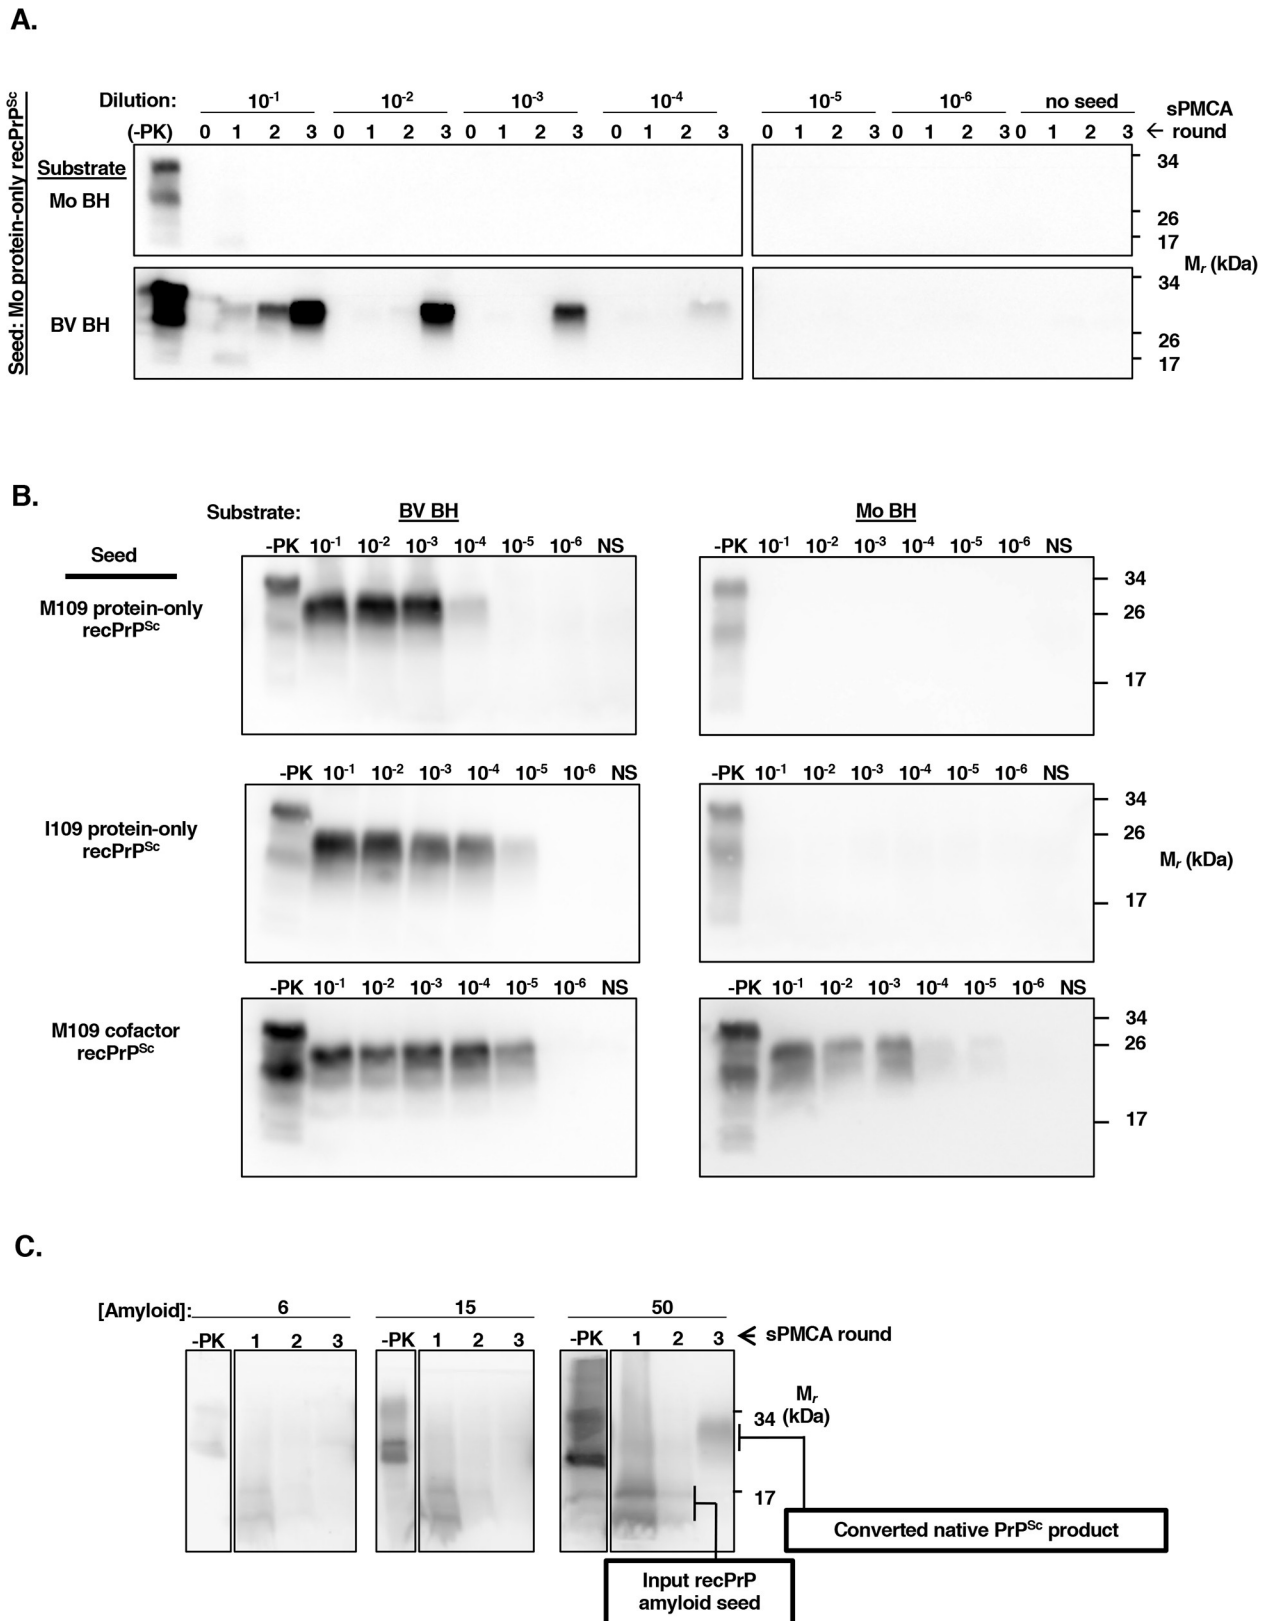 A.
Seed: Mo protein-only recPrPSc
Dilution: 10-1 10-2 10-3 10-4 10-5 10-6 no seed sPMCA
(-PK) 0 1 2 3 0 1 2 3 0 1 2 3 0 1 2 3 0 1 2 3 0 1 2 3 0 1 2 3 ← round
Substrate
34
Mo BH
26
17
Mr (kDa)
34
BV BH
26
17
B.
Substrate: BV BH Mo BH
Seed
-PK 10-1 10-2 10-3 10-4 10-5 10-6 NS -PK 10-1 10-2 10-3 10-4 10-5 10-6 NS
M109 protein-only
recPrPSc
34
26
17
-PK 10-1 10-2 10-3 10-4 10-5 10-6 NS -PK 10-1 10-2 10-3 10-4 10-5 10-6 NS
I109 protein-only
recPrPSc
34
26
Mr (kDa)
17
-PK 10-1 10-2 10-3 10-4 10-5 10-6 NS -PK 10-1 10-2 10-3 10-4 10-5 10-6 NS
M109 cofactor
recPrPSc
34
26
17
C.
[Amyloid]: 6 15 50
-PK 1 2 3 -PK 1 2 3 -PK 1 2 3 sPMCA round
Mr
34 (kDa)
17
Converted native PrPSc product
Input recPrP
amyloid seed